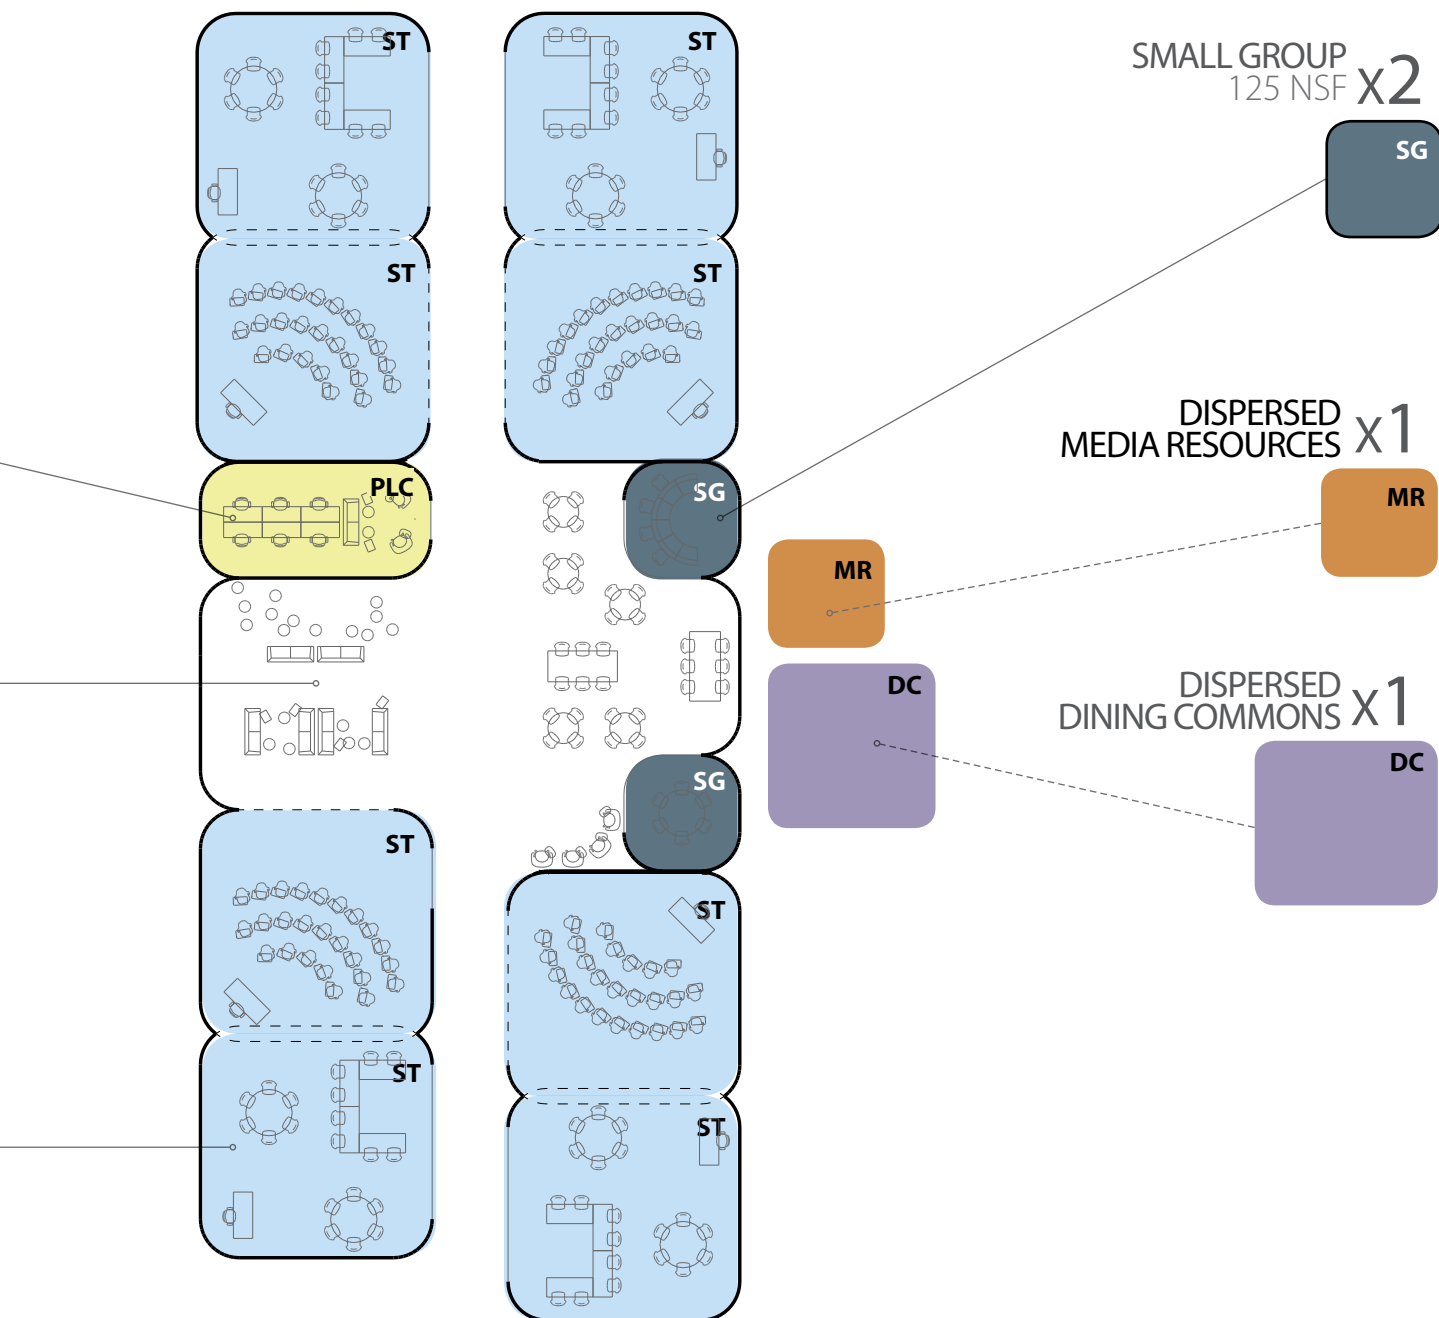 ST
ST
SMALL GROUP
125 NSF
x2
SG
ST
ST
DISPERSED
MEDIA RESOURCES
x1
MR
PLC
SG
MR
DISPERSED
DINING COMMONS
x1
DC
DC
SG
ST
ST
ST
ST